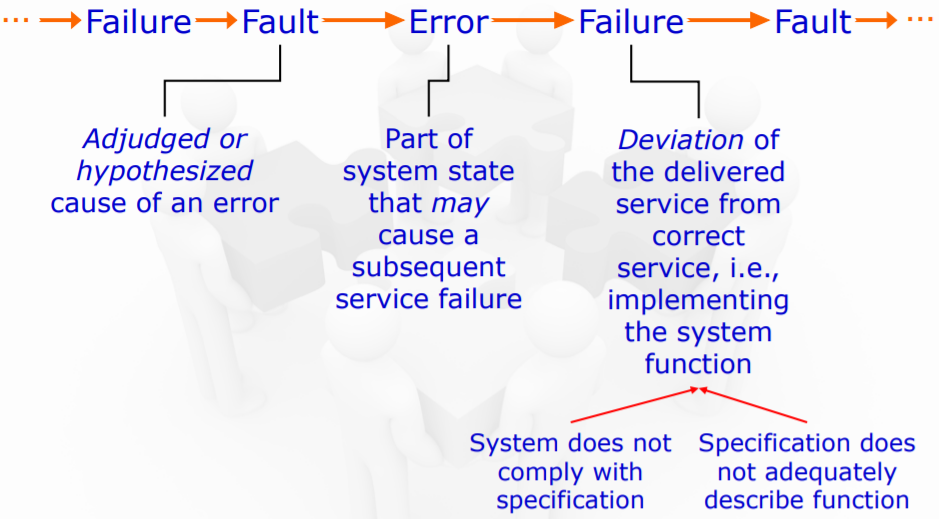 ... Failure Fault Error Failure Fault ...
Adjudged or
hypothesized
cause of an error
Part of
system state
that may
cause a
subsequent
service failure
Deviation of
the delivered
service from
correct
service, i.e.,
implementing
the system
function
System does not
comply with
specification
Specification does
not adequately
describe function